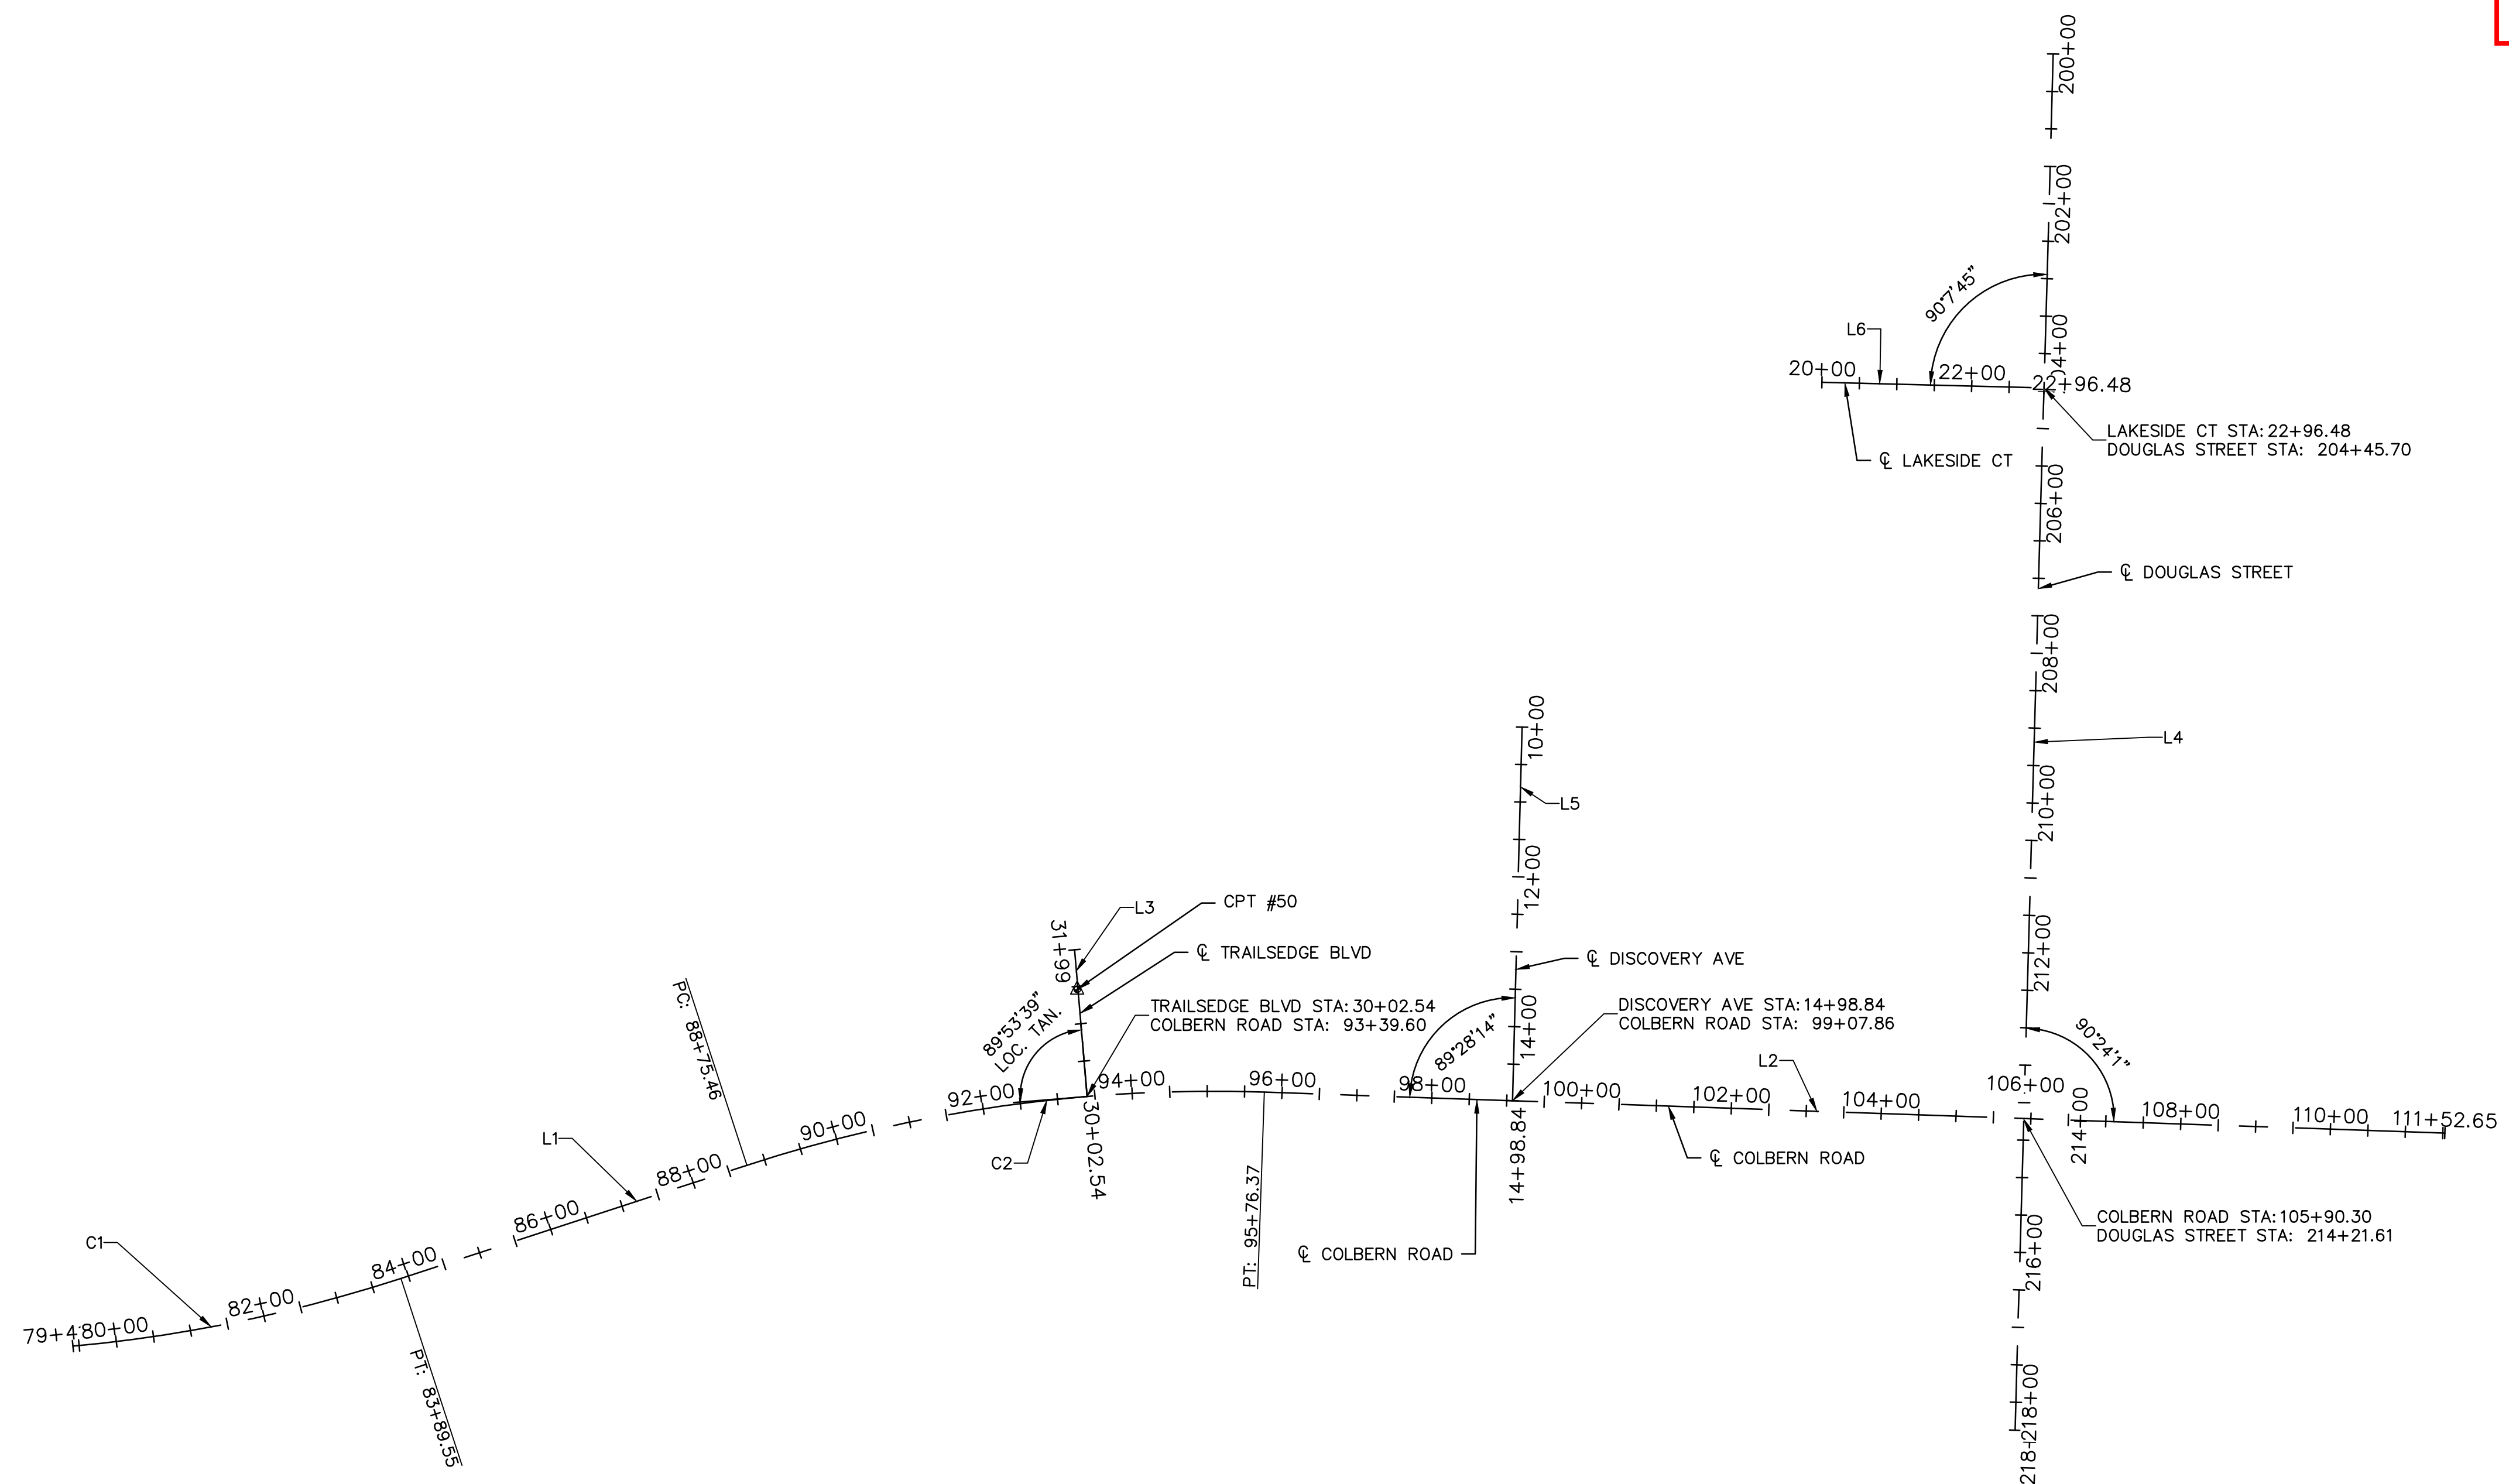 200+00
202+00
90°7'45"
L6
20+00
22+00
22+96.48
LAKESIDE CT STA:22+96.48
DOUGLAS STREET STA: 204+45.70
℄ LAKESIDE CT
206+00
℄ DOUGLAS STREET
208+00
L4
210+00
10+00
L5
12+00
CPT #50
L3
31+99
℄ TRAILSEDGE BLVD
℄ DISCOVERY AVE
212+00
TRAILSEDGE BLVD STA:30+02.54
COLBERN ROAD STA: 93+39.60
89°53'39"
LOC. TAN.
DISCOVERY AVE STA:14+98.84
COLBERN ROAD STA: 99+07.86
14+00
89°28'14"
90°24'1"
PC: 88+75.46
L2
92+00
94+00
96+00
98+00
100+00
102+00
104+00
106+00
214+00
108+00
110+00
111+52.65
90+00
L1
88+00
C2
30+02.54
14+98.84
℄ COLBERN ROAD
PT: 95+76.37
86+00
COLBERN ROAD STA:105+90.30
DOUGLAS STREET STA: 214+21.61
C1
℄ COLBERN ROAD
84+00
216+00
82+00
80+00
PT: 83+89.55
218+00